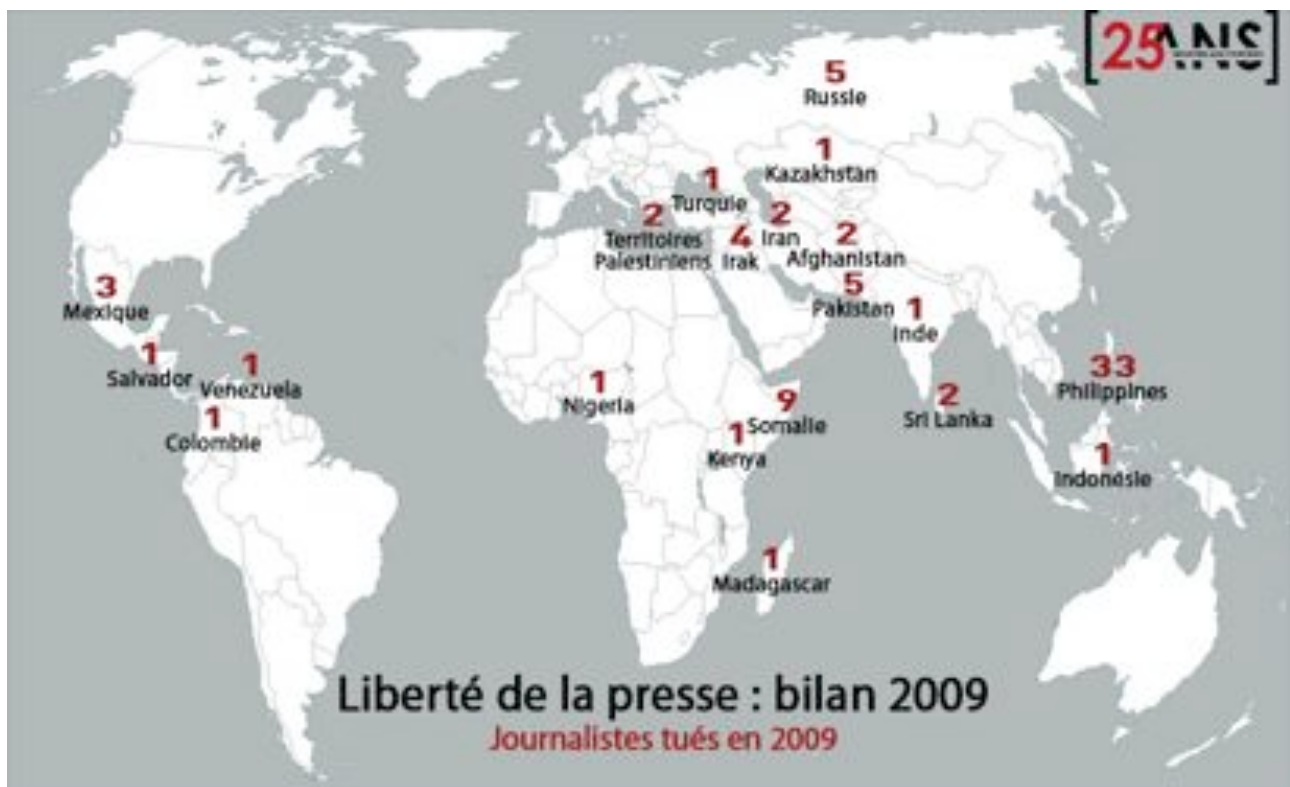 25 ANS
5
Russie
1
Kazakhstan
1
Turquie
2
Territoires
Palestiniens
4
Irak
2
Iran
2
Afghanistan
5
Pakistan
1
Inde
3
Mexique
1
Salvador
1
Venezuela
1
Colombie
1
Nigeria
9
Somalie
1
Kenya
2
Sri Lanka
33
Philippines
1
Indonésie
1
Madagascar
Liberté de la presse : bilan 2009
Journalistes tués en 2009